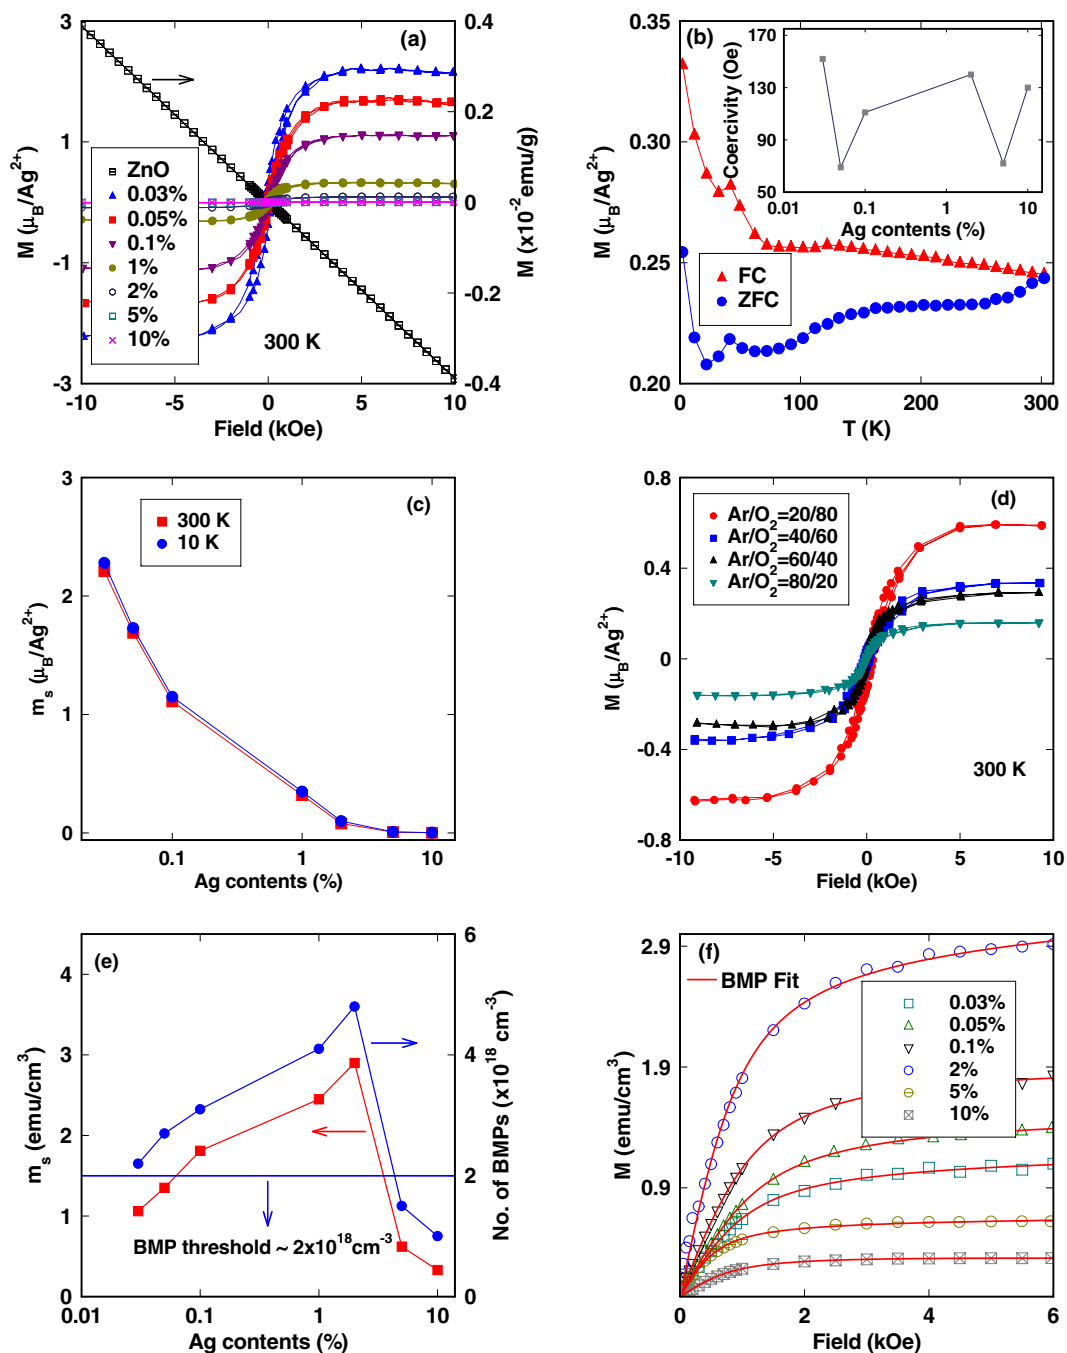 (a)
3
1
-1
-3
M (μB/Ag2+)
0.4
0.2
0
-0.2
-0.4
M (x10-2 emu/g)
ZnO
0.03%
0.05%
0.1%
1%
2%
5%
10%
300 K
-10 -5 0 5 10
Field (kOe)
(b)
0.35
0.30
0.25
0.20
M (μB/Ag2+)
170
130
90
50
Coercivity (Oe)
0.01 0.1 1 10
Ag contents (%)
FC
ZFC
0 100 200 300
T (K)
(c)
3
2
1
0
ms (μB/Ag2+)
300 K
10 K
0.1 1 10
Ag contents (%)
(d)
0.8
0.4
0
-0.4
-0.8
M (μB/Ag2+)
Ar/O2=20/80
Ar/O2=40/60
Ar/O2=60/40
Ar/O2=80/20
300 K
-10 -5 0 5 10
Field (kOe)
(e)
4
3
2
1
0
ms (emu/cm3)
6
4
2
0
No. of BMPs (x1018 cm-3)
BMP threshold ~ 2x1018cm-3
0.01 0.1 1 10
Ag contents (%)
(f)
2.9
1.9
0.9
M (emu/cm3)
BMP Fit
0.03%
0.05%
0.1%
2%
5%
10%
0 2 4 6
Field (kOe)